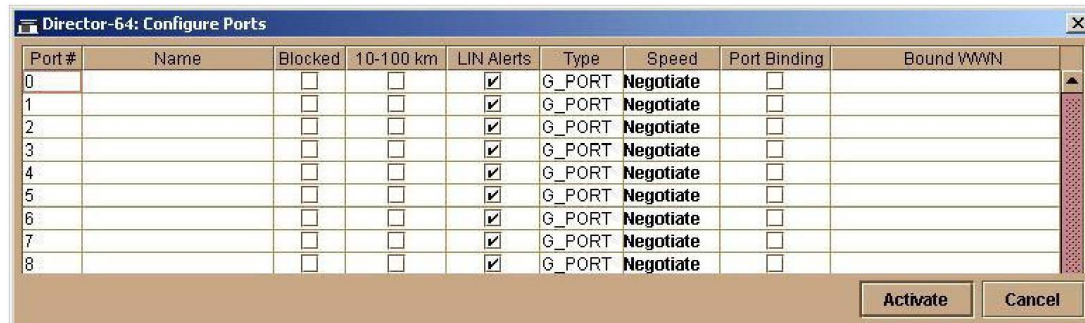 Director-64: Configure Ports
Port # Name Blocked 10-100 km LIN Alerts Type Speed Port Binding Bound WWN
0 G_PORT Negotiate
1 G_PORT Negotiate
2 G_PORT Negotiate
3 G_PORT Negotiate
4 G_PORT Negotiate
5 G_PORT Negotiate
6 G_PORT Negotiate
7 G_PORT Negotiate
8 G_PORT Negotiate
Activate Cancel